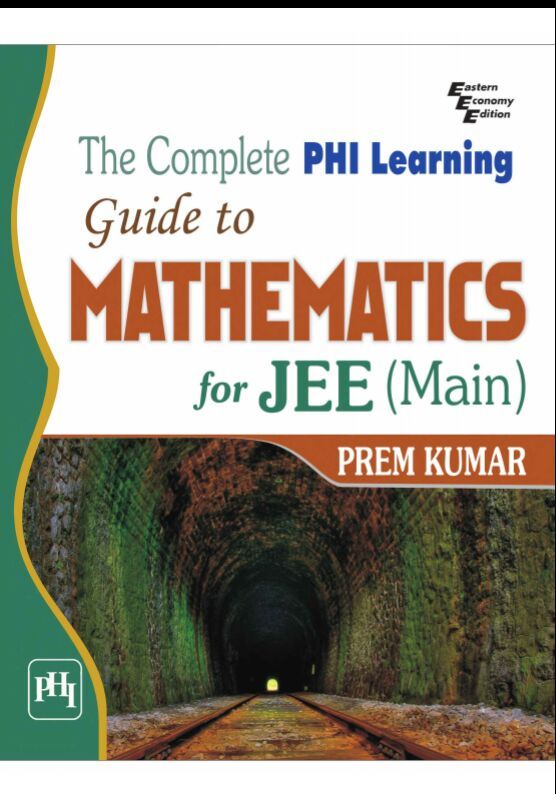 Eastern
Economy
Edition
The Complete PHI Learning
Guide to
MATHEMATICS
for JEE (Main)
PREM KUMAR
PHI